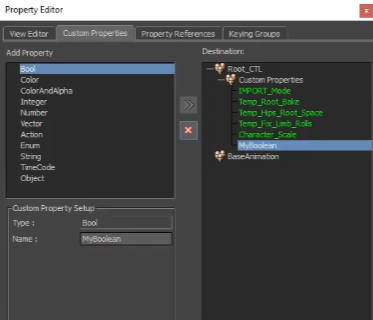 Property Editor
x
View Editor
Custom Properties
Property References
Keying Groups
Add Property
Bool
Color
ColorAndAlpha
Integer
Number
Vector
Action
Enum
String
TimeCode
Object
Custom Property Setup
Type :
Bool
Name :
MyBoolean
Destination:
Root_CTL
Custom Properties
IMPORT_Mode
Temp_Root_Bake
Temp_Hips_Root_Space
Temp_Fix_Limb_Rolls
Character_Scale
MyBoolean
BaseAnimation